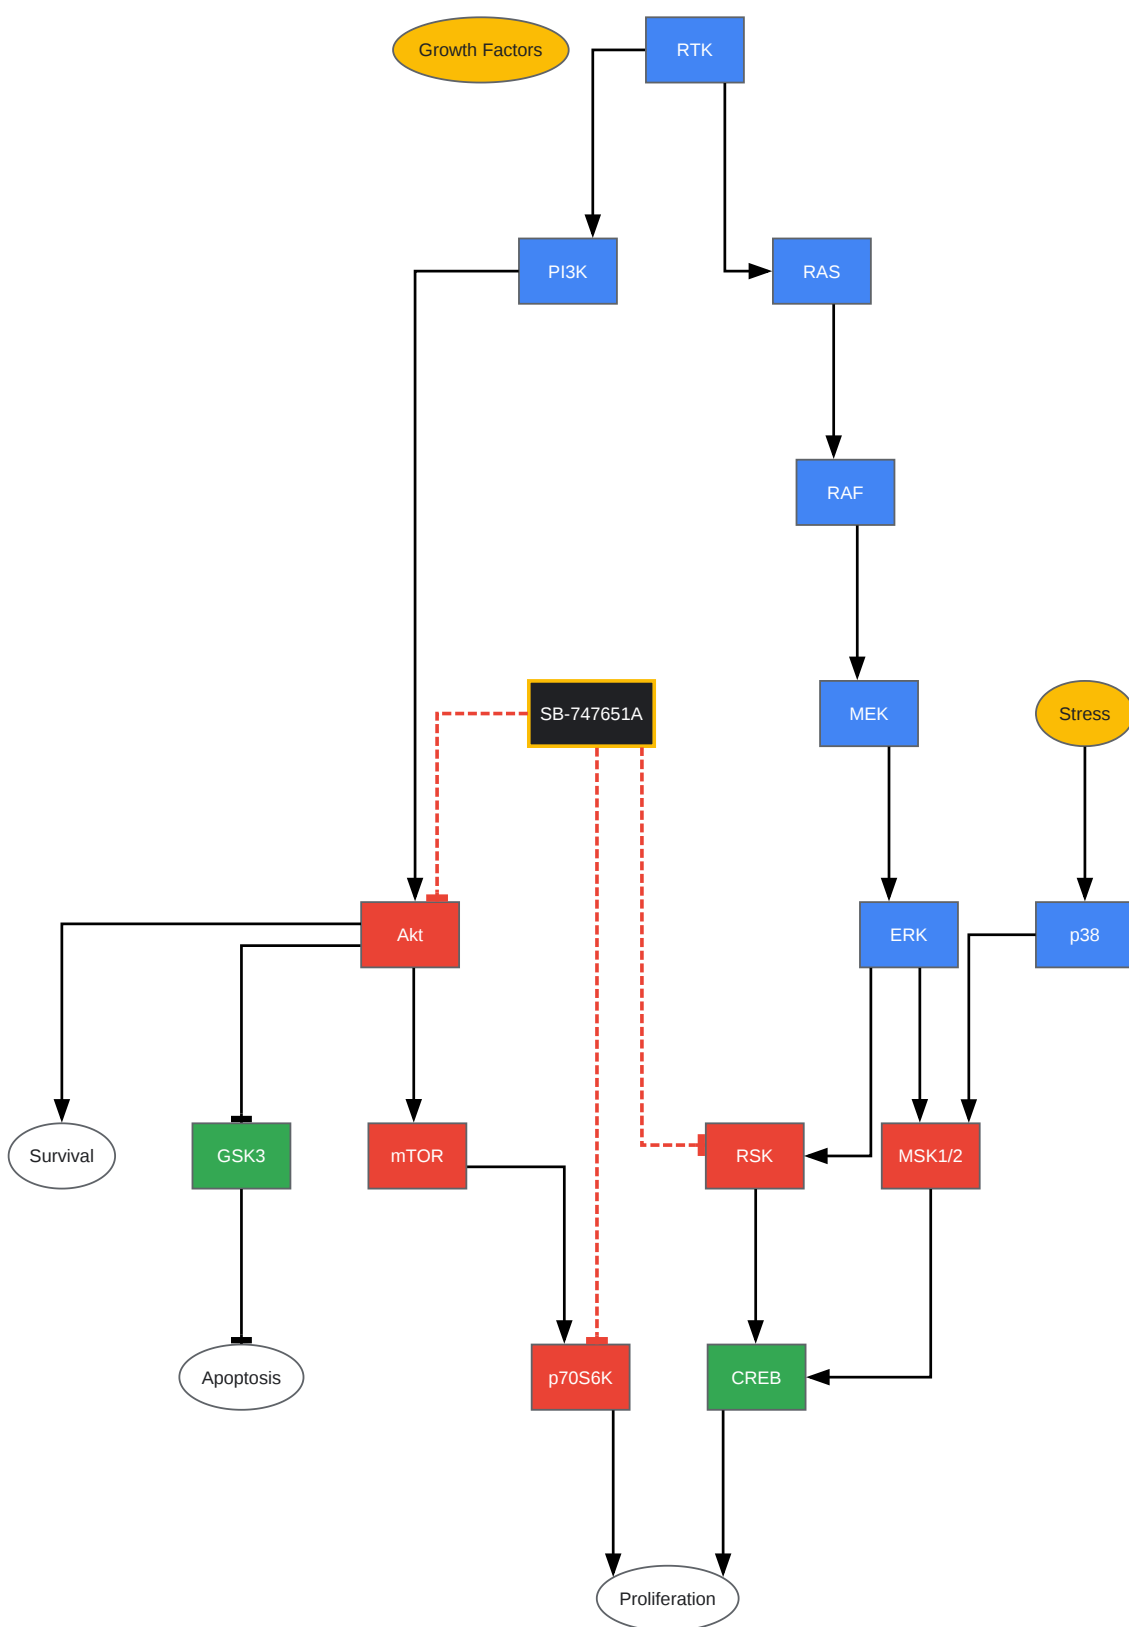 Growth Factors
RTK
PI3K
RAS
RAF
SB-747651A
MEK
Stress
Akt
ERK
p38
Survival
GSK3
mTOR
RSK
MSK1/2
Apoptosis
p70S6K
CREB
Proliferation